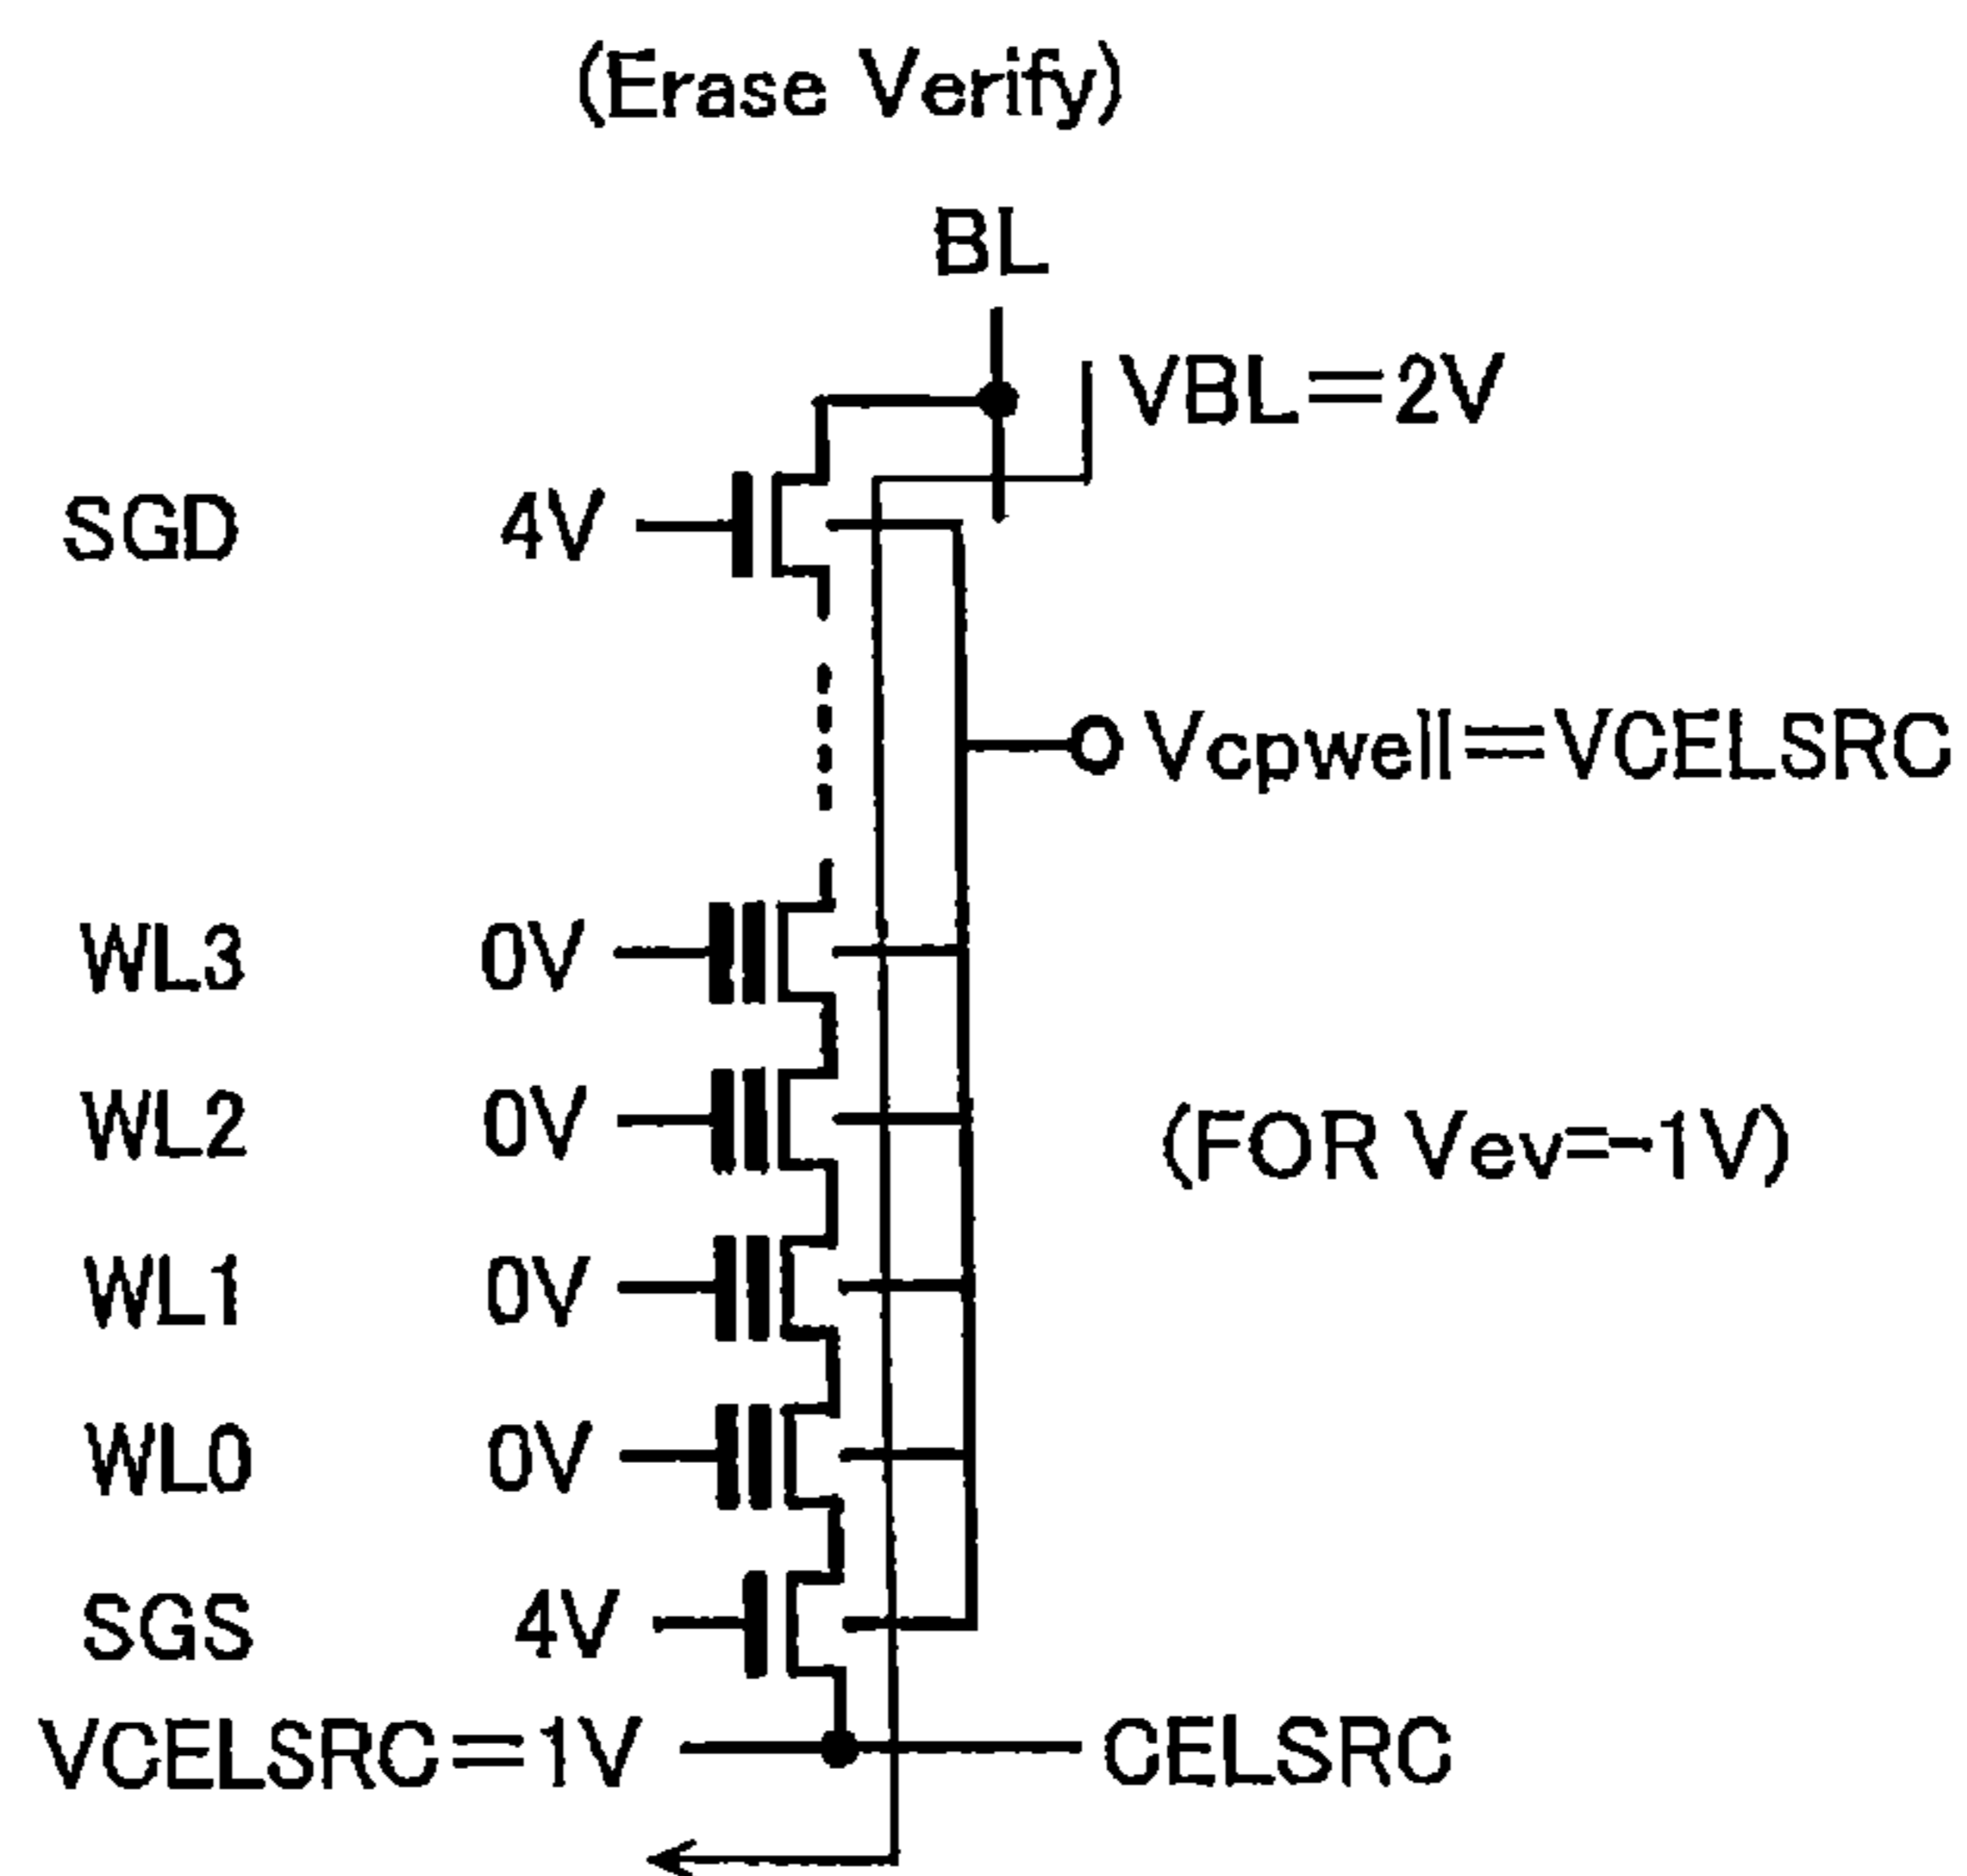 (Erase Verify)
BL
VBL=2V
SGD 4V
Vcpwell=VCELSRC
WL3 0V
WL2 0V
(FOR Vev=-1V)
WL1 0V
WL0 0V
SGS 4V
VCELSRC=1V
CELSRC